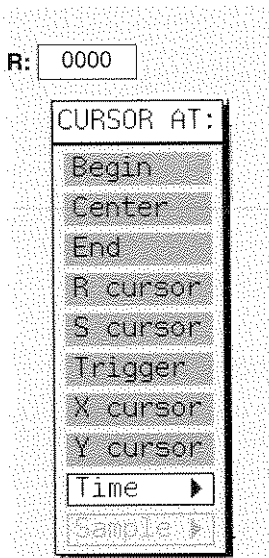 R: 0000
CURSOR AT:
Begin
Center
End
R cursor
S cursor
Trigger
X cursor
Y cursor
Time
Sample